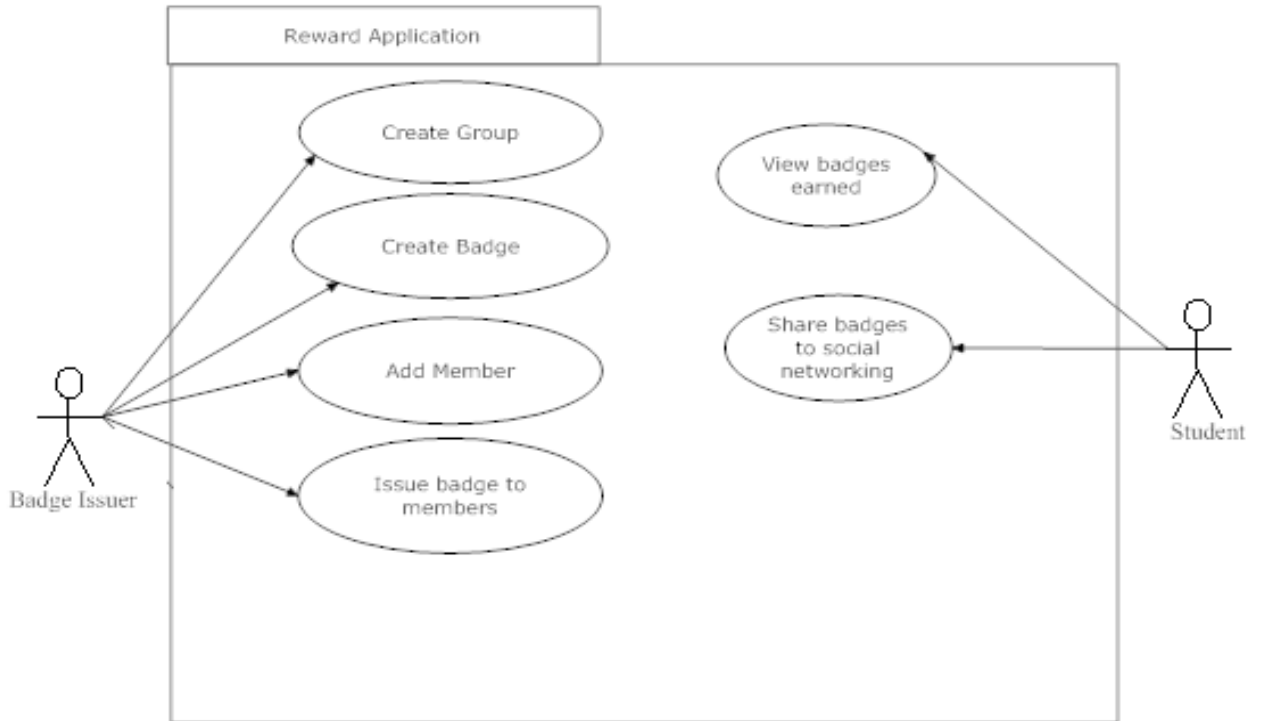 Reward Application
Create Group
Create Badge
Add Member
Issue badge to
members
View badges
earned
Share badges
to social
networking
Badge Issuer
Student